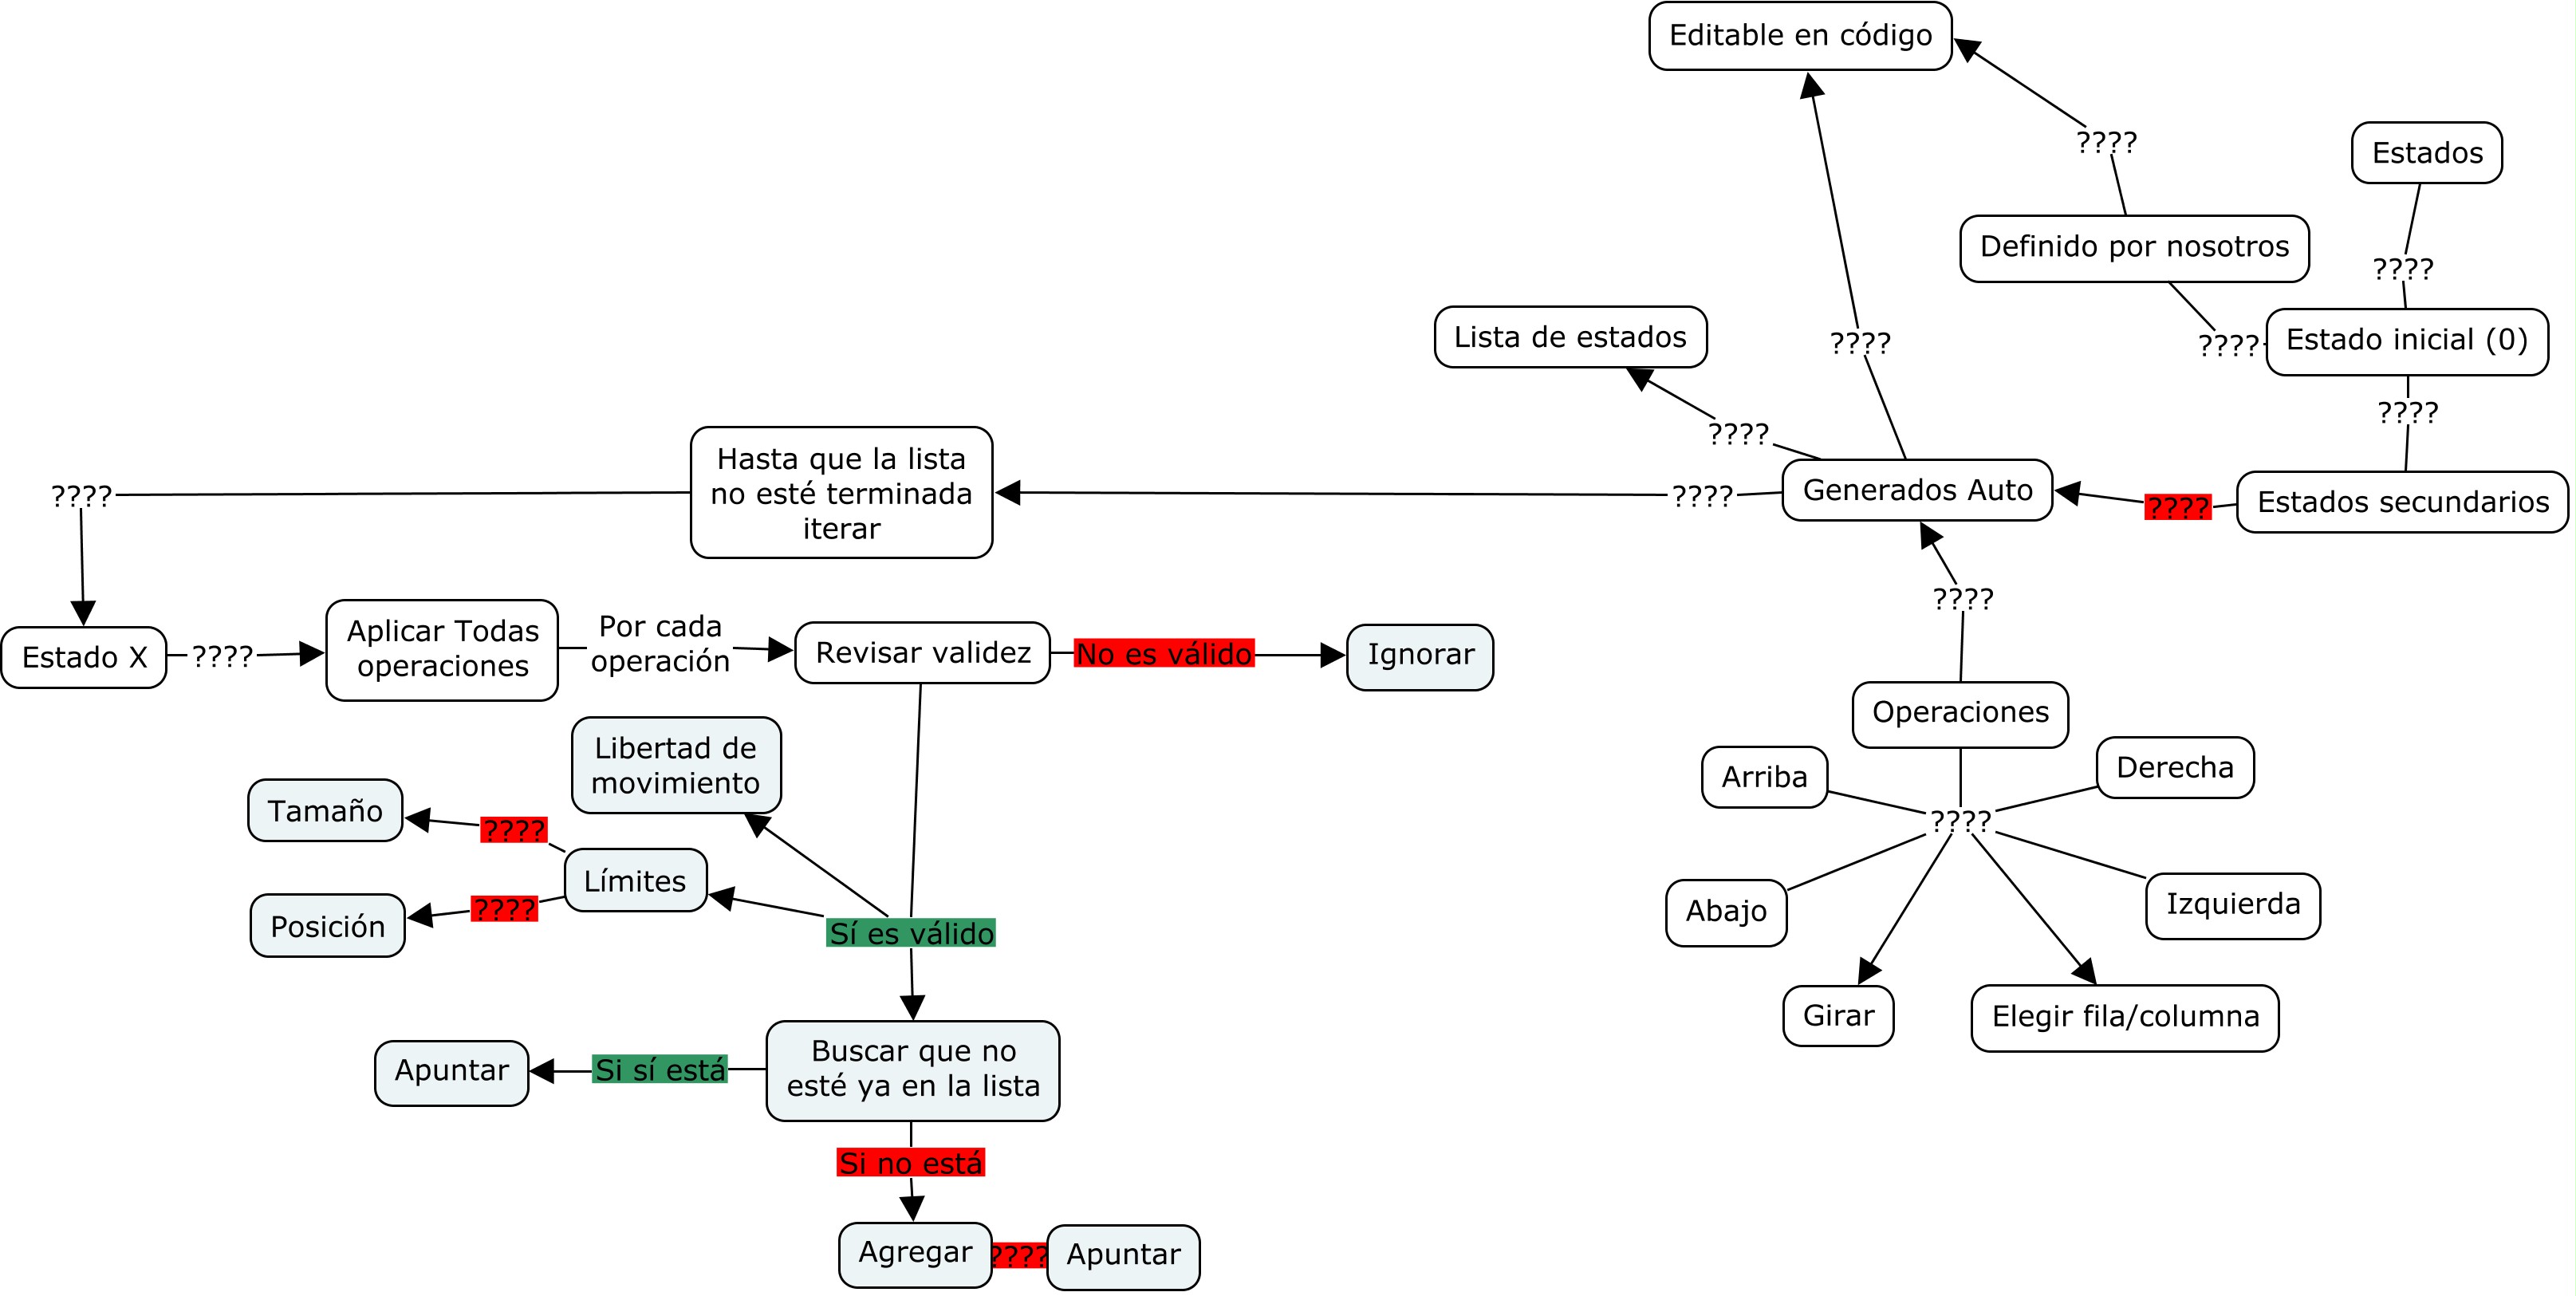 Editable en código
????
Estados
Definido por nosotros
????
Lista de estados
????
????
Estado inicial (0)
????
????
Hasta que la lista
no esté terminada
iterar
????
????
Generados Auto
????
Estados secundarios
????
Estado X
????
Aplicar Todas
operaciones
Por cada
operación
Revisar validez
No es válido
Ignorar
Operaciones
Libertad de
movimiento
Arriba
Derecha
Tamaño
????
????
Límites
Posición
????
Sí es válido
Abajo
Izquierda
Girar
Elegir fila/columna
Apuntar
Si sí está
Buscar que no
esté ya en la lista
Si no está
Agregar
????
Apuntar